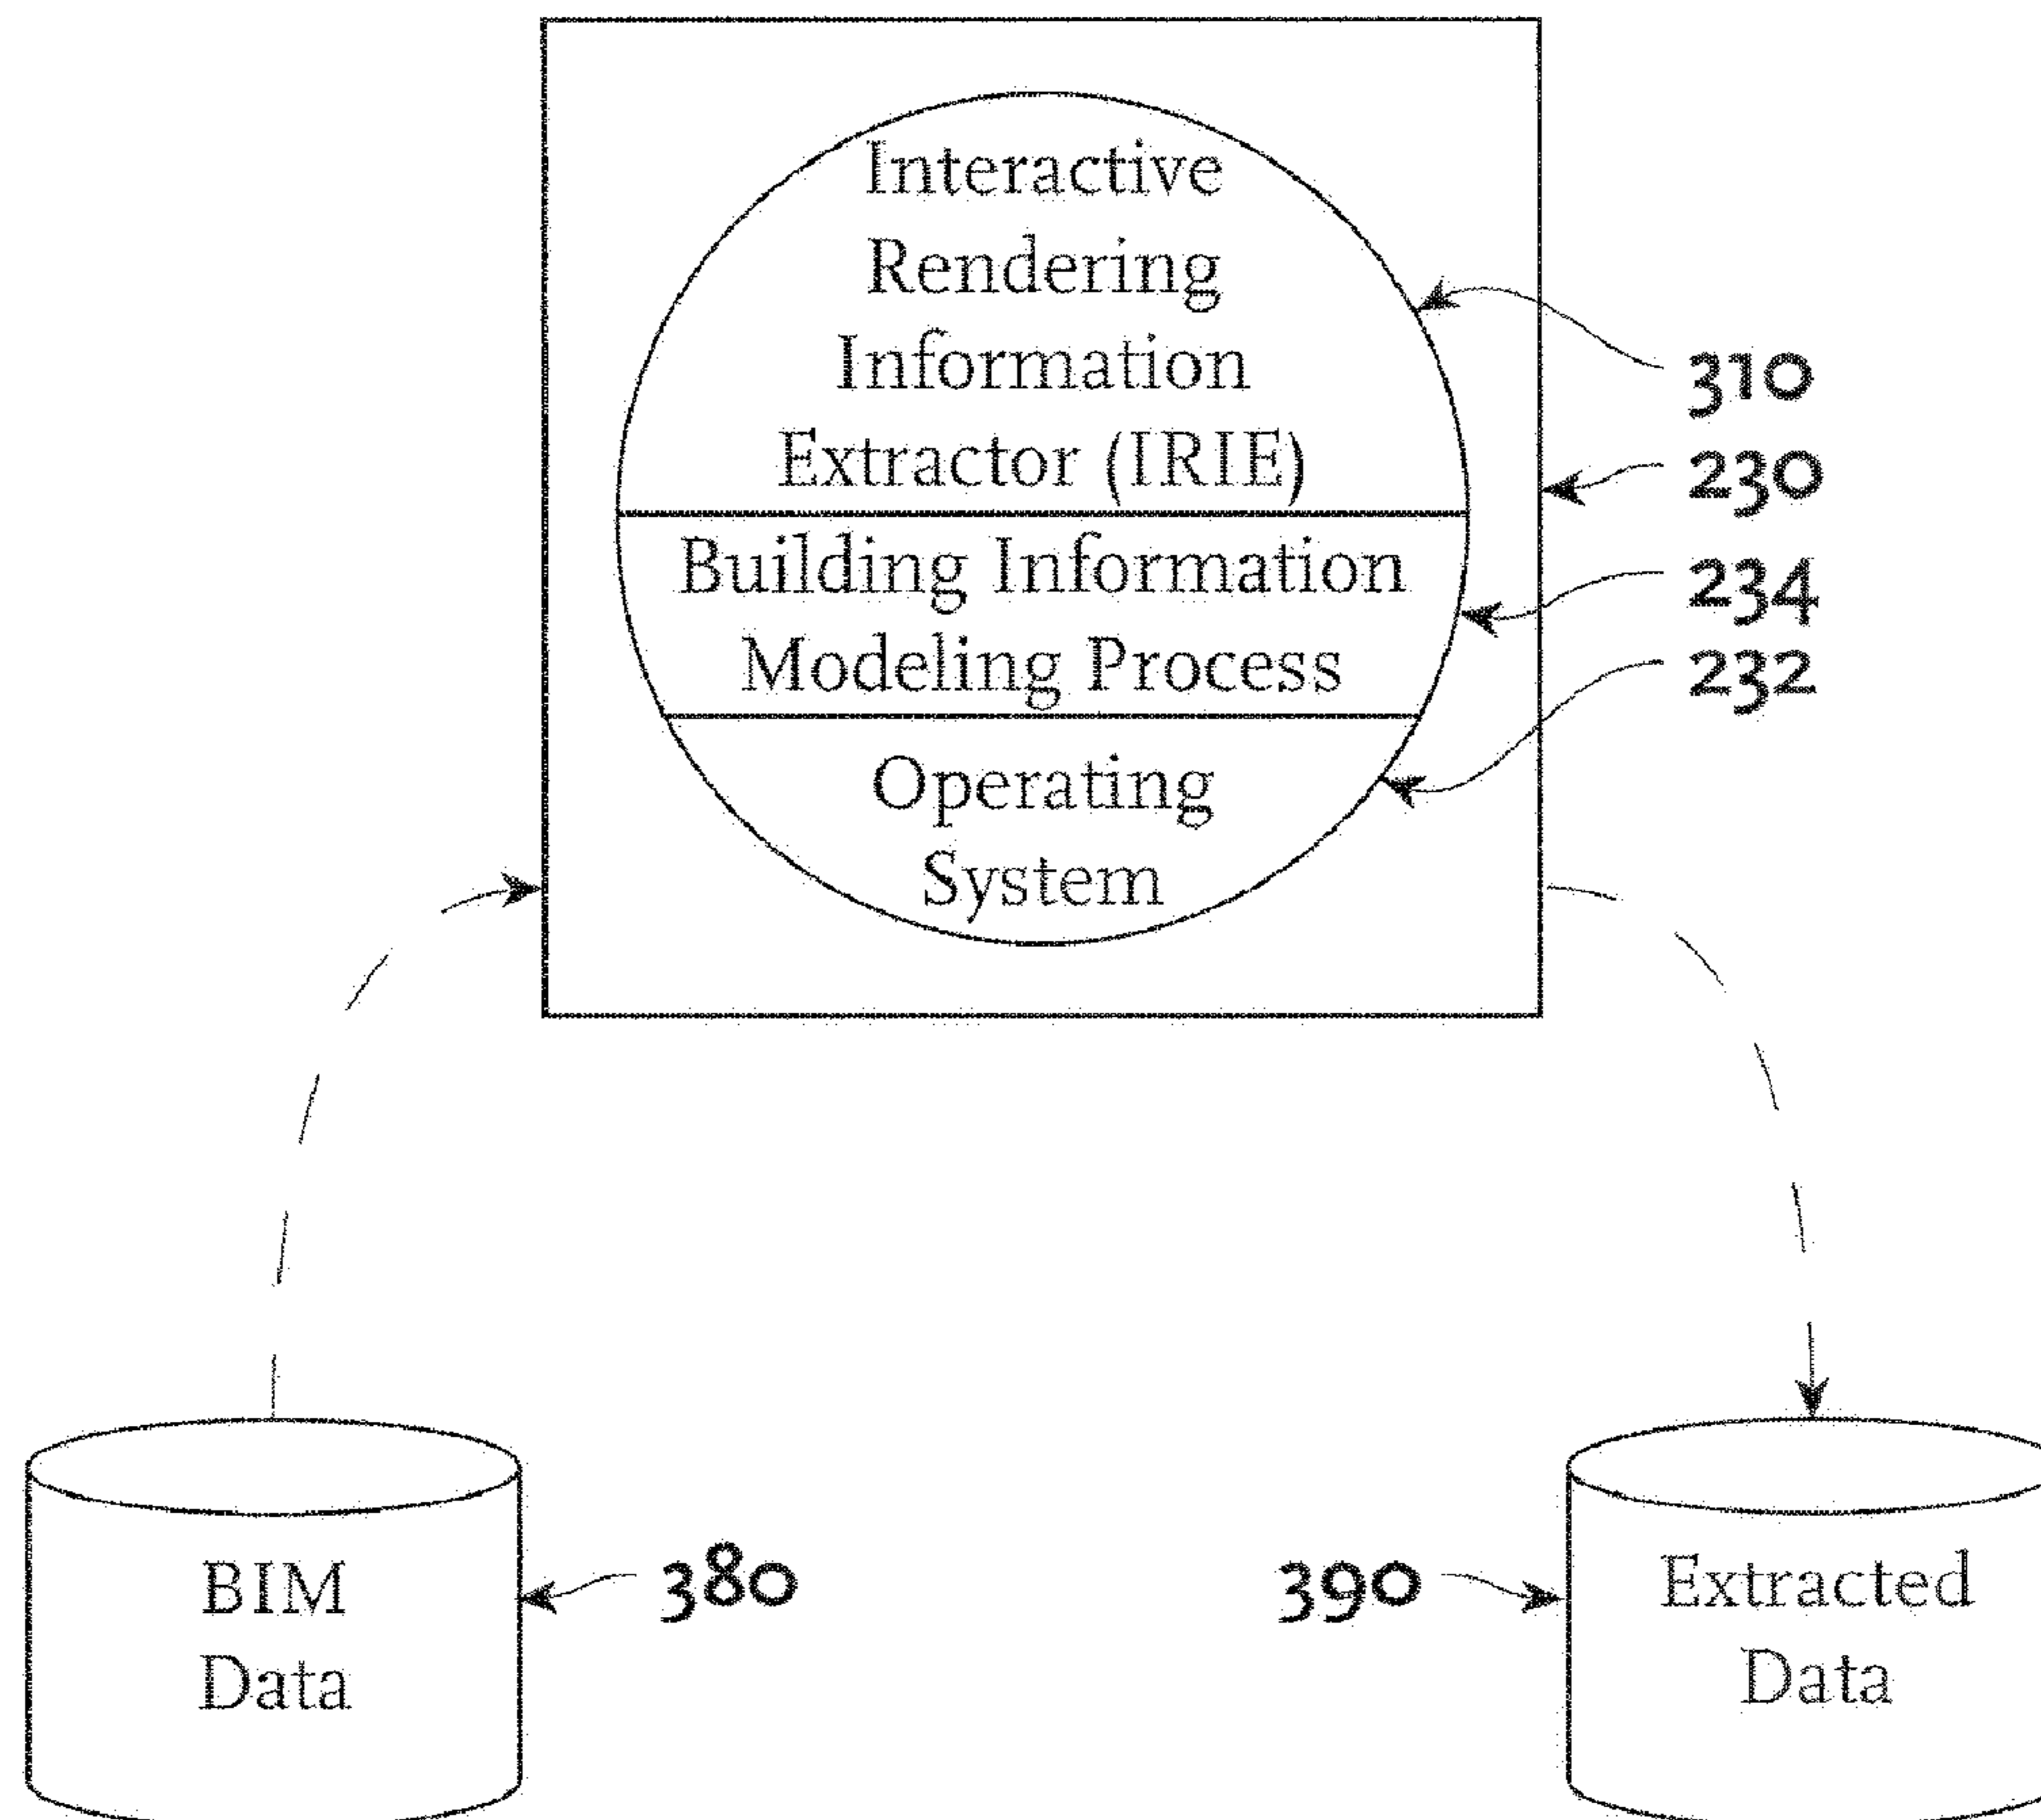 Interactive
Rendering
Information
Extractor (IRIE)
Building Information
Modeling Process
Operating
System
310
230
234
232
BIM
Data
380
390
Extracted
Data